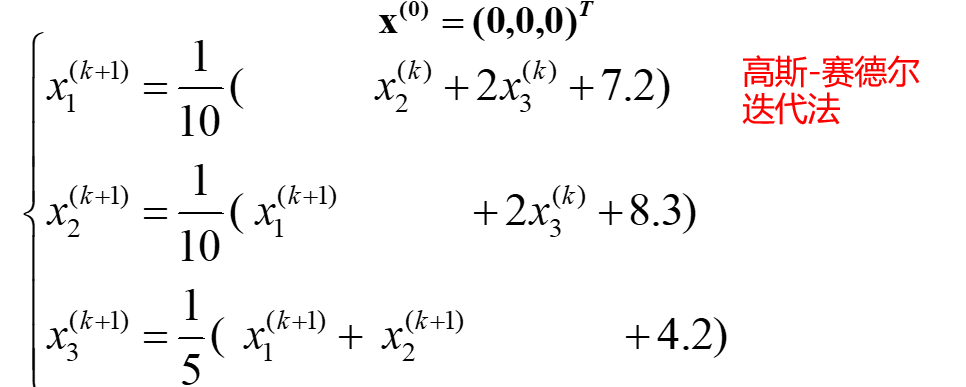 x^(0) = (0,0,0)^T
x_1^(k+1) = 1/10 ( x_2^(k) + 2x_3^(k) + 7.2)
高斯-赛德尔
迭代法
x_2^(k+1) = 1/10 ( x_1^(k+1) + 2x_3^(k) + 8.3)
x_3^(k+1) = 1/5 ( x_1^(k+1) + x_2^(k+1) + 4.2)